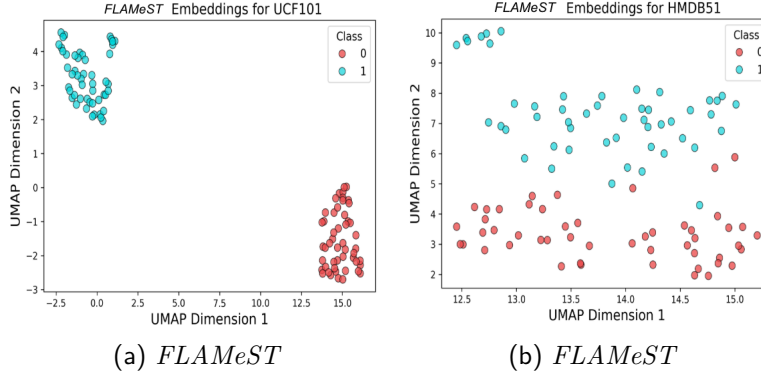 FLAMeST Embeddings for UCF101
Class
0
1
UMAP Dimension 2
4
3
2
1
0
−1
−2
−3
−2.5 0.0 2.5 5.0 7.5 10.0 12.5 15.0
UMAP Dimension 1
(a) FLAMeST
FLAMeST Embeddings for HMDB51
Class
0
1
UMAP Dimension 2
10
9
8
7
6
5
4
3
2
12.5 13.0 13.5 14.0 14.5 15.0
UMAP Dimension 1
(b) FLAMeST